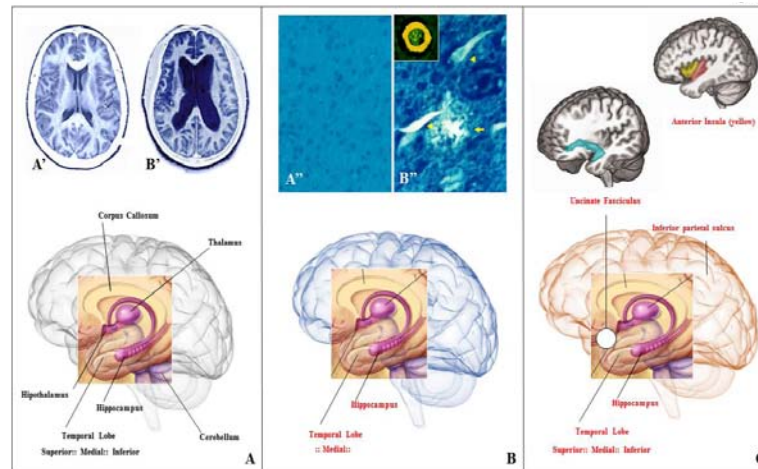 A'
B'
Corpus Callosum
Thalamus
Hipothalamus
Hippocampus
Temporal Lobe
Cerebellum
Superior:: Medial:: Inferior
A
A''
B''
Hippocampus
Temporal Lobe
:: Medial::
B
Anterior Insula (yellow)
Uncinate Fasciculus
Inferior parietal sulcus
Hippocampus
Temporal Lobe
Superior:: Medial:: Inferior
C